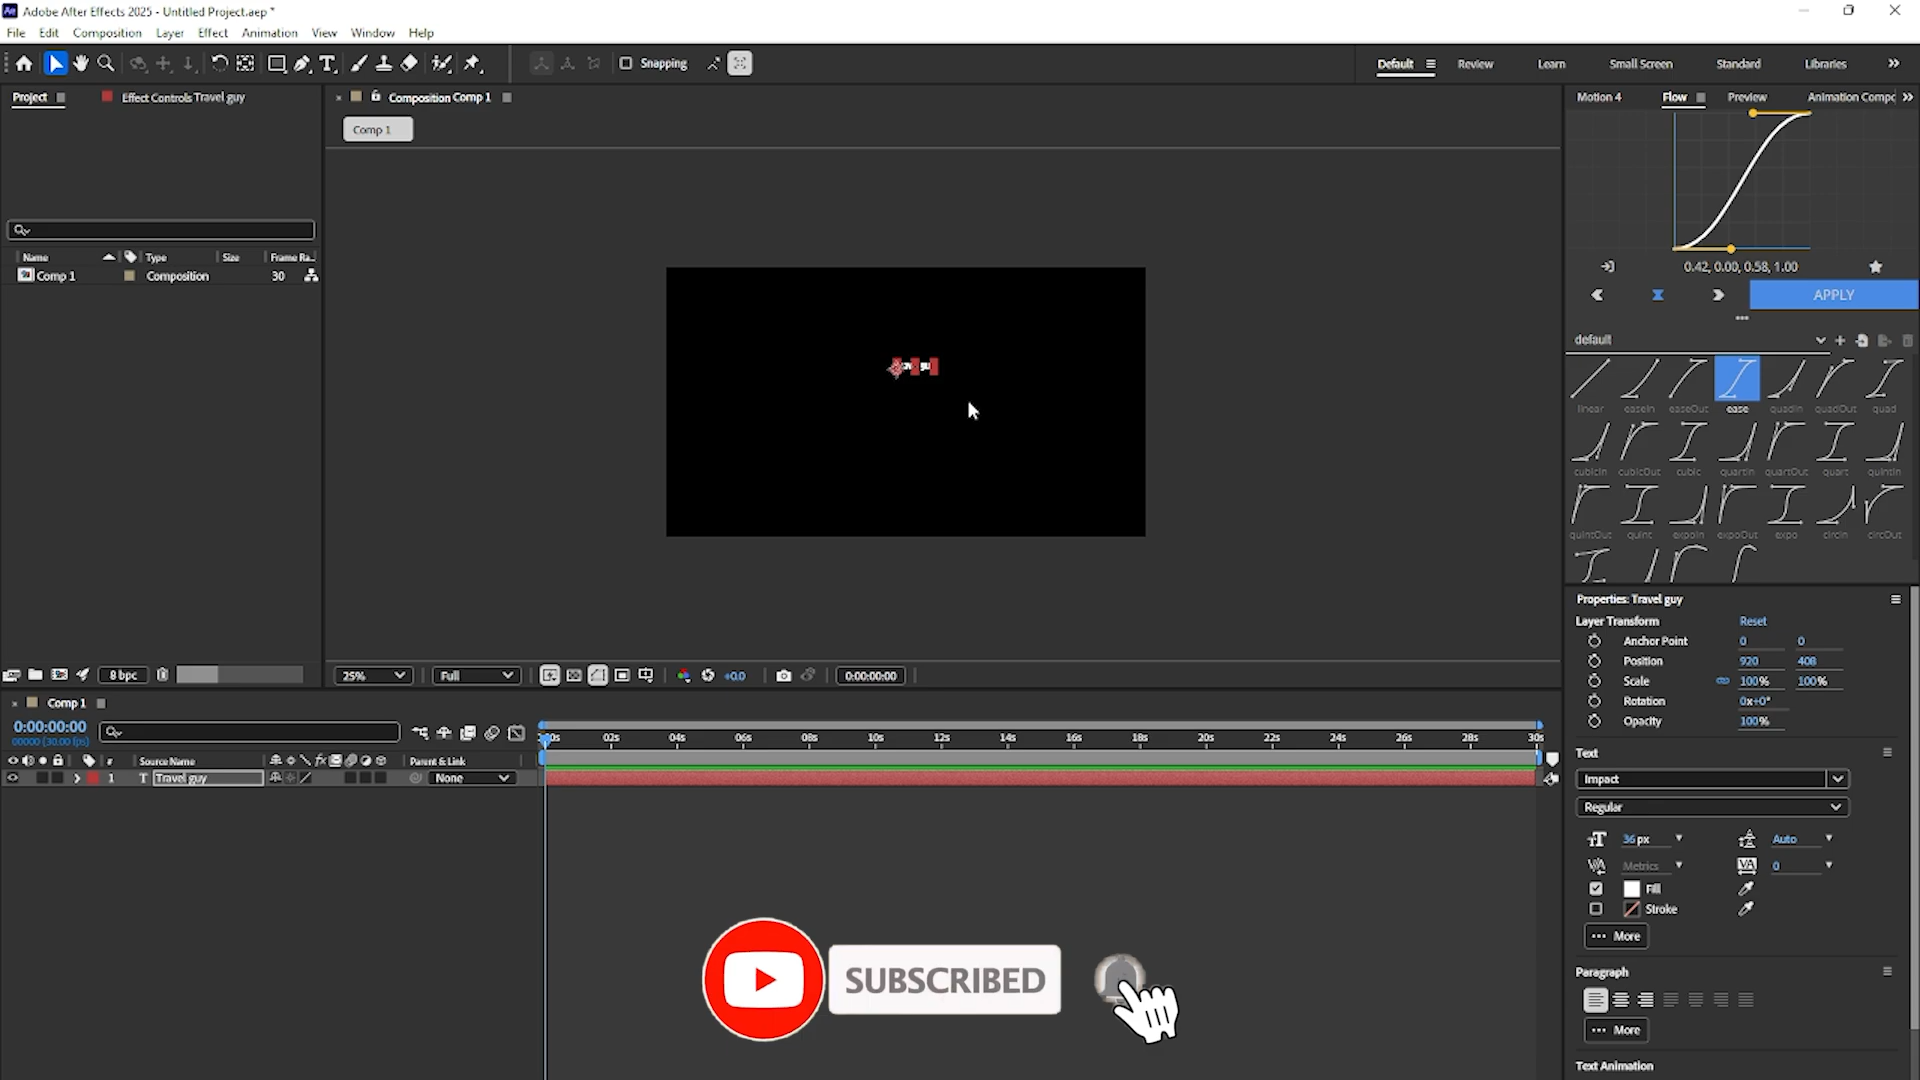 Adobe After Effects 2025 - Untitled Project.aep *
File Edit Composition Layer Effect Animation View Window Help
Snapping
Default Review Learn Small Screen Standard Libraries
Project Effect Controls Travel guy
Composition Comp 1
Comp 1
Motion 4 Flow Preview Animation Compc
0.42, 0.00, 0.58, 1.00
APPLY
default
Name Type Size Frame Ra...
Comp 1 Composition 30
linear easeIn easeOut ease quadIn quadOut quad
cubicIn cubicOut cubic quartIn quartOut quart quintIn
quintOut quint expoIn expoOut expo circIn circOut
8 bpc
25% Full +0.0 0:00:00:00
Properties: Travel guy
Layer Transform Reset
Anchor Point 0 0
Position 920 408
Scale 100% 100%
Rotation 0x+0°
Opacity 100%
Text
Impact
Regular
36 px Auto
Metrics 0
Fill
Stroke
More
Paragraph
More
Text Animation
Comp 1
0:00:00:00
00000 (30.00 fps)
02s 04s 06s 08s 10s 12s 14s 16s 18s 20s 22s 24s 26s 28s 30s
# Source Name Parent & Link
1 T Travel guy None
SUBSCRIBED